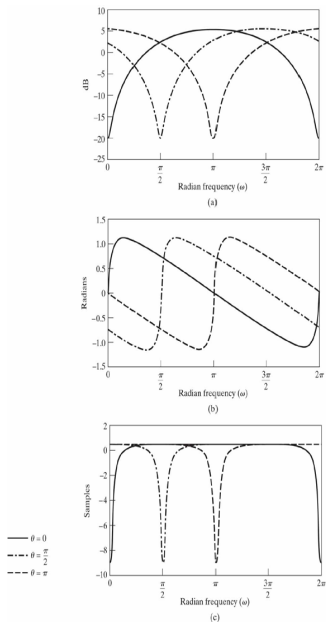 10
5
0
−5
−10
−15
−20
−25
dB
0
π/2
π
3π/2
2π
Radian frequency (ω)
(a)
1.5
1.0
0.5
0
−0.5
−1.0
−1.5
Radians
0
π/2
π
3π/2
2π
Radian frequency (ω)
(b)
2
0
−2
−4
−6
−8
−10
Samples
0
π/2
π
3π/2
2π
Radian frequency (ω)
(c)
θ = 0
θ = π/2
θ = π